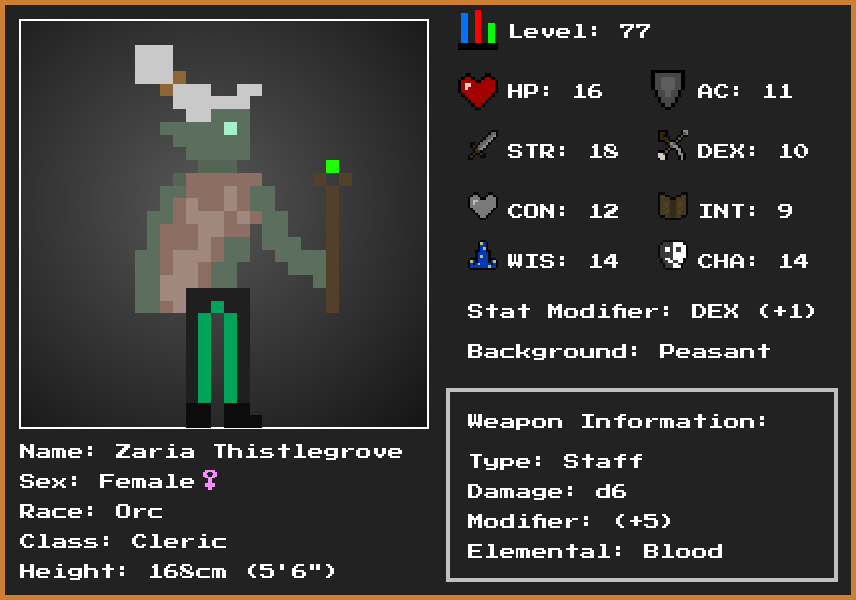 Level: 77
HP: 16
AC: 11
STR: 18
DEX: 10
CON: 12
INT: 9
WIS: 14
CHA: 14
Stat Modifier: DEX (+1)
Background: Peasant
Weapon Information:
Type: Staff
Damage: d6
Modifier: (+5)
Elemental: Blood
Name: Zaria Thistlegrove
Sex: Female♀
Race: Orc
Class: Cleric
Height: 168cm (5'6")